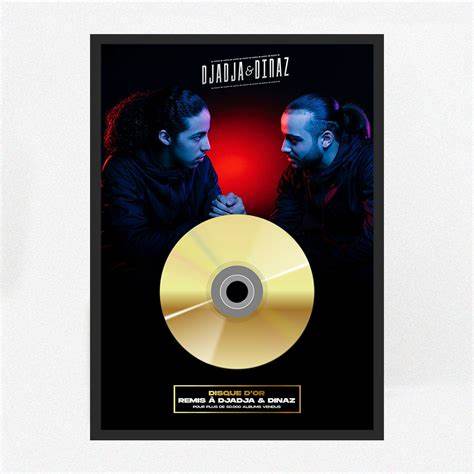 DJADJA & DINAZ
DISQUE D'OR
REMIS À DJADJA & DINAZ
POUR PLUS DE 50.000 ALBUMS VENDUS